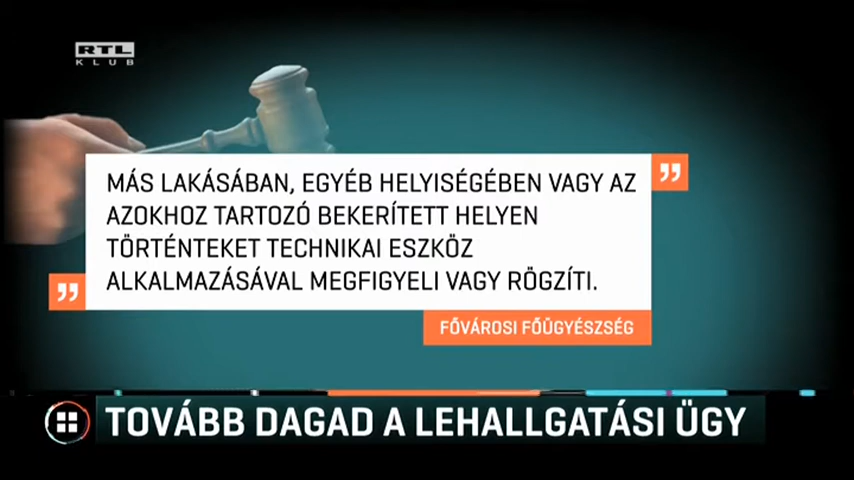 RTL
KLUB
MÁS LAKÁSÁBAN, EGYÉB HELYISÉGÉBEN VAGY AZ
AZOKHOZ TARTOZÓ BEKERÍTETT HELYEN
TÖRTÉNTEKET TECHNIKAI ESZKÖZ
ALKALMAZÁSÁVAL MEGFIGYELI VAGY RÖGZÍTI.
FŐVÁROSI FŐÜGYÉSZSÉG
TOVÁBB DAGAD A LEHALLGATÁSI ÜGY